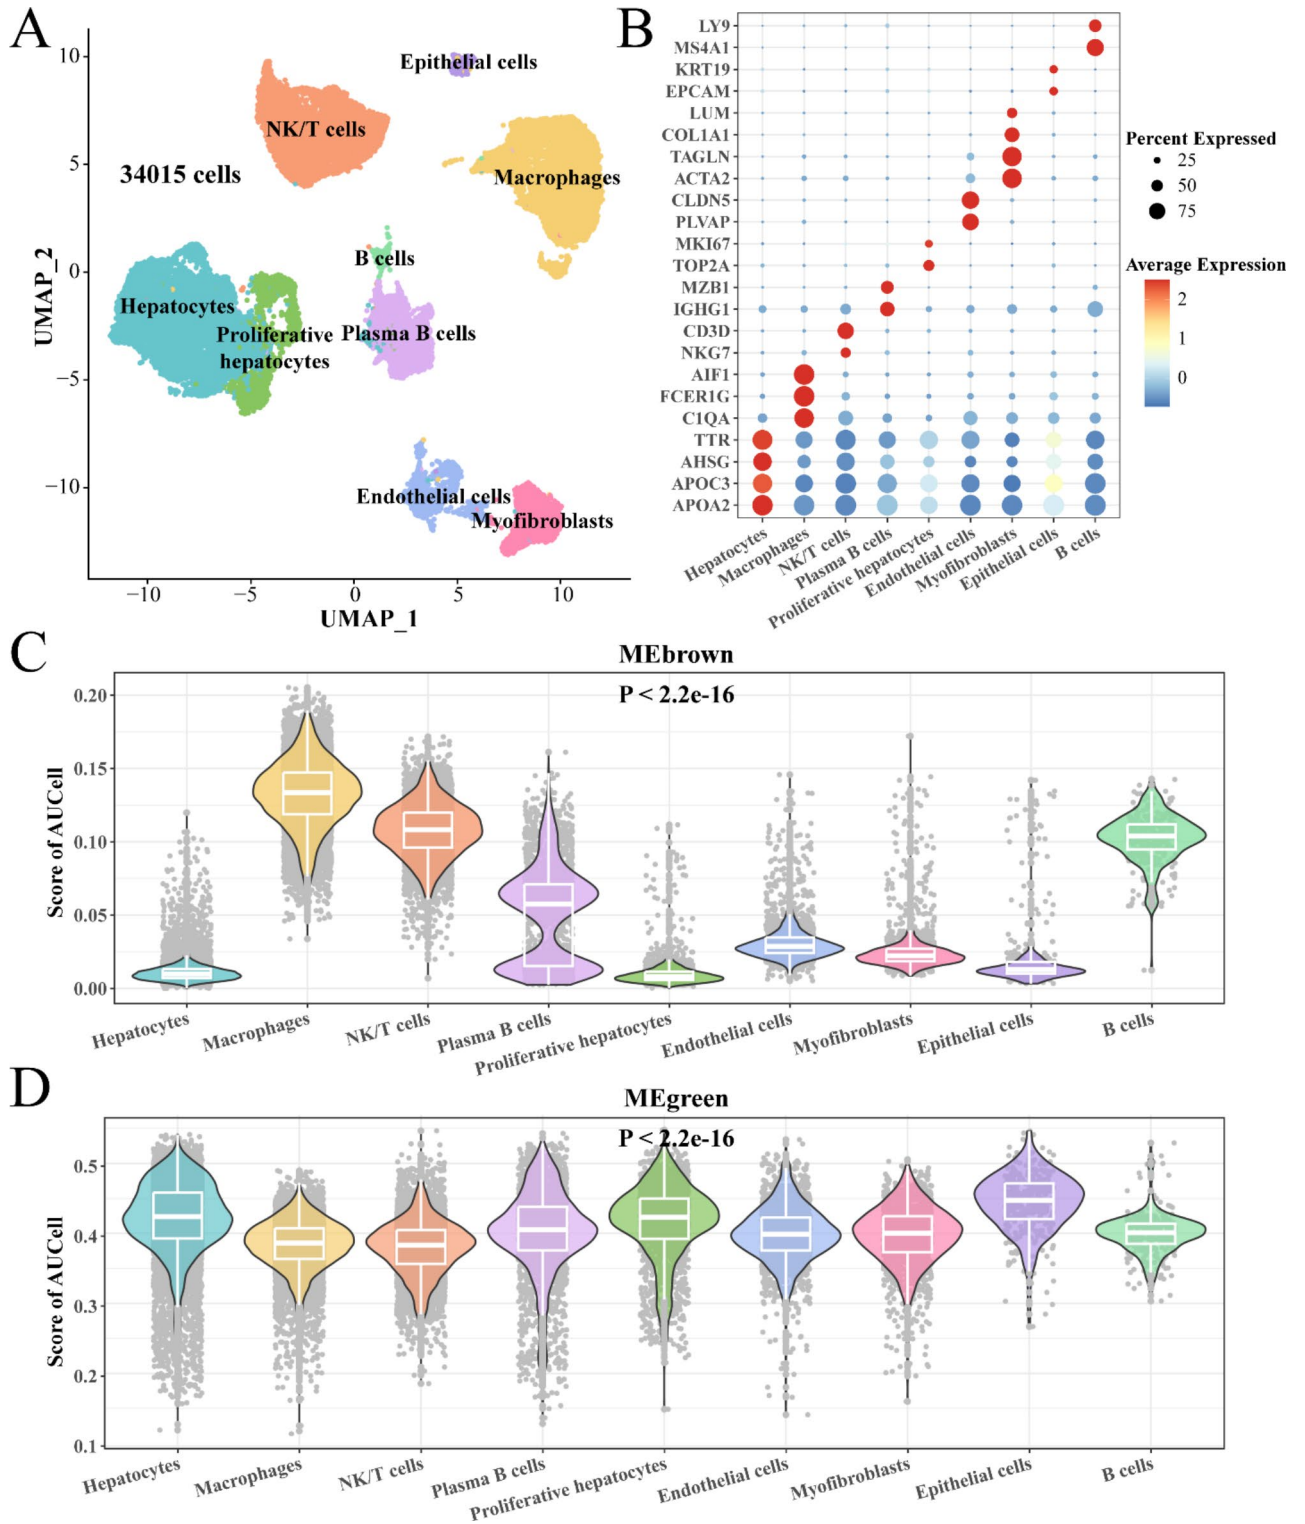 A
10
5
0
−5
−10
UMAP_2
Epithelial cells
NK/T cells
34015 cells
Macrophages
B cells
Hepatocytes
Proliferative
hepatocytes
Plasma B cells
Endothelial cells
Myofibroblasts
−10
−5
0
5
10
UMAP_1
B
LY9
MS4A1
KRT19
EPCAM
LUM
COL1A1
TAGLN
ACTA2
CLDN5
PLVAP
MKI67
TOP2A
MZB1
IGHG1
CD3D
NKG7
AIF1
FCER1G
C1QA
TTR
AHSG
APOC3
APOA2
Hepatocytes
Macrophages
NK/T cells
Plasma B cells
Proliferative hepatocytes
Endothelial cells
Myofibroblasts
Epithelial cells
B cells
Percent Expressed
25
50
75
Average Expression
2
1
0
C
MEbrown
P < 2.2e-16
Score of AUCell
0.20
0.15
0.10
0.05
0.00
Hepatocytes
Macrophages
NK/T cells
Plasma B cells
Proliferative hepatocytes
Endothelial cells
Myofibroblasts
Epithelial cells
B cells
D
MEgreen
P < 2.2e-16
Score of AUCell
0.5
0.4
0.3
0.2
0.1
Hepatocytes
Macrophages
NK/T cells
Plasma B cells
Proliferative hepatocytes
Endothelial cells
Myofibroblasts
Epithelial cells
B cells